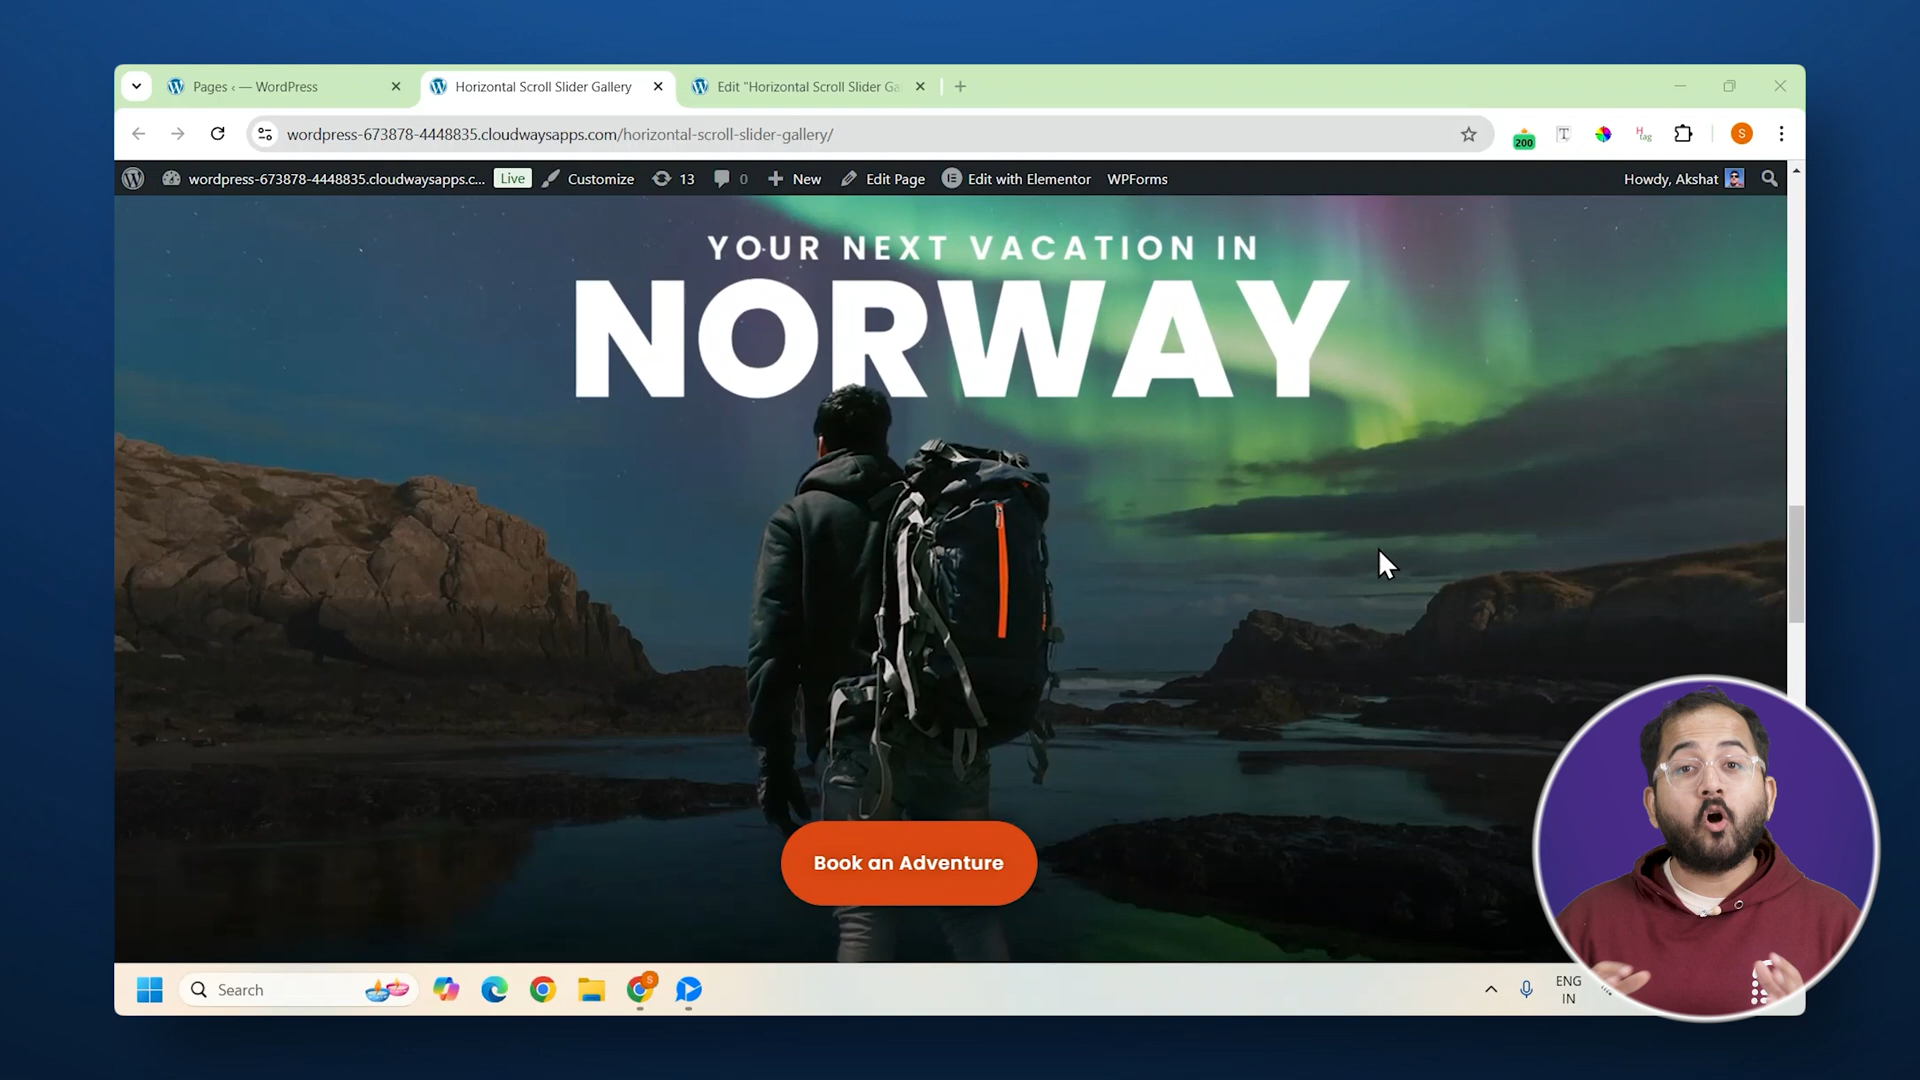 Pages ‹ — WordPress
Horizontal Scroll Slider Gallery
Edit "Horizontal Scroll Slider Ga
wordpress-673878-4448835.cloudwaysapps.com/horizontal-scroll-slider-gallery/
200
T
H
tag
S
wordpress-673878-4448835.cloudwaysapps.c...
Live
Customize
13
0
New
Edit Page
Edit with Elementor
WPForms
Howdy, Akshat
YOUR NEXT VACATION IN
NORWAY
Book an Adventure
Search
S
ENG
IN